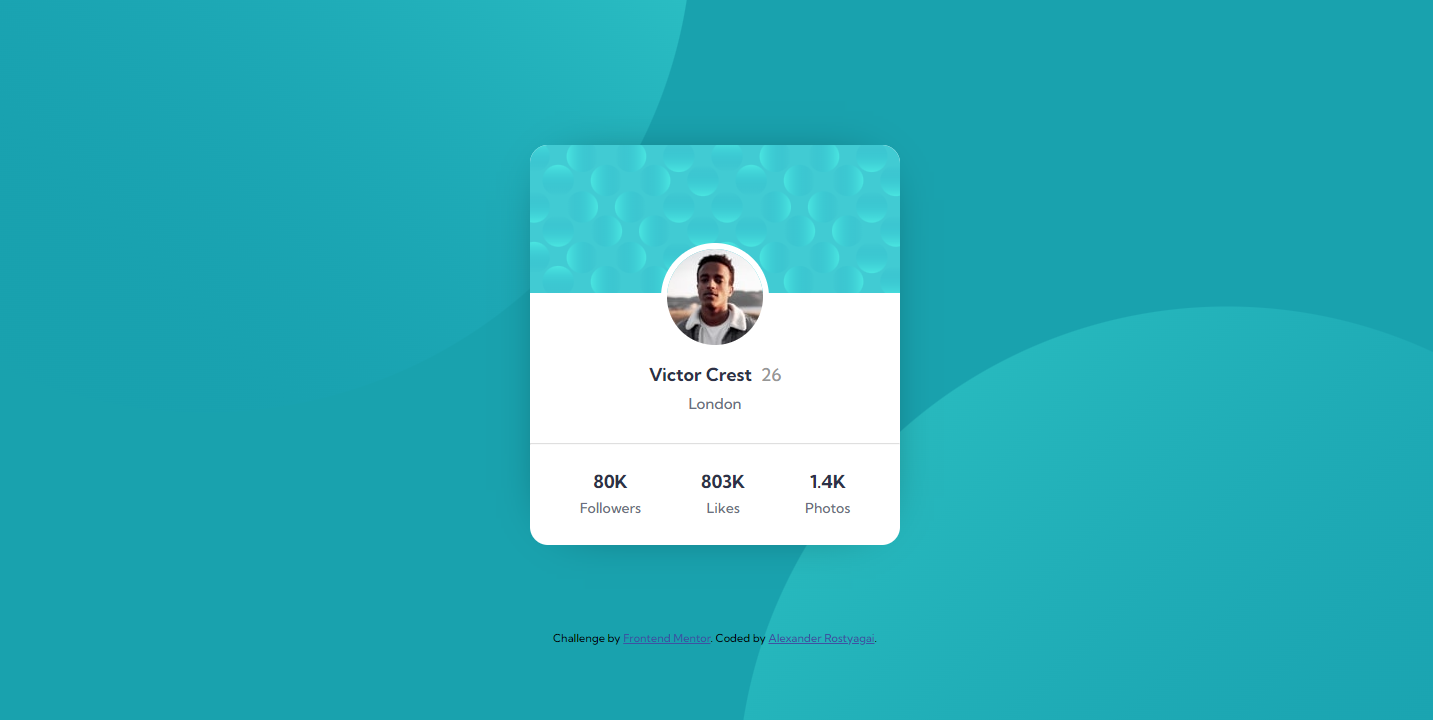 Victor Crest 26
London
80K 803K 1.4K
Followers Likes Photos
Challenge by Frontend Mentor. Coded by Alexander Rostyagai.